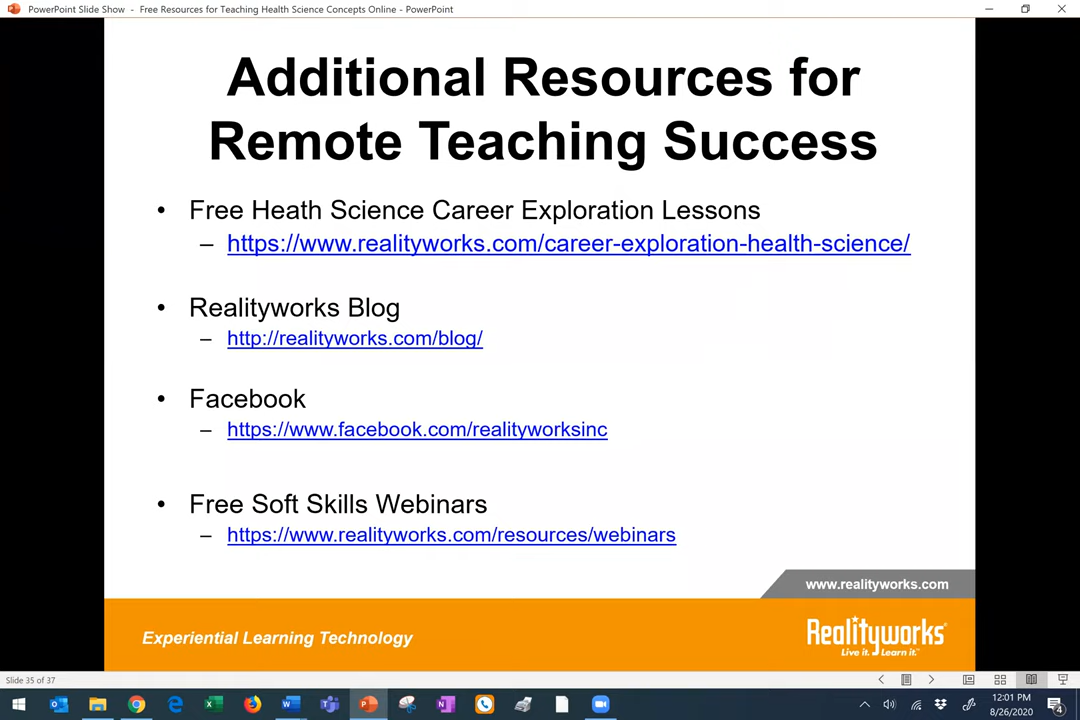 PowerPoint Slide Show - Free Resources for Teaching Health Science Concepts Online - PowerPoint
Additional Resources for
Remote Teaching Success
• Free Heath Science Career Exploration Lessons
– https://www.realityworks.com/career-exploration-health-science/
• Realityworks Blog
– http://realityworks.com/blog/
• Facebook
– https://www.facebook.com/realityworksinc
• Free Soft Skills Webinars
– https://www.realityworks.com/resources/webinars
www.realityworks.com
Experiential Learning Technology
Realityworks
Live it. Learn it.™
Slide 35 of 37
12:01 PM
8/26/2020
4